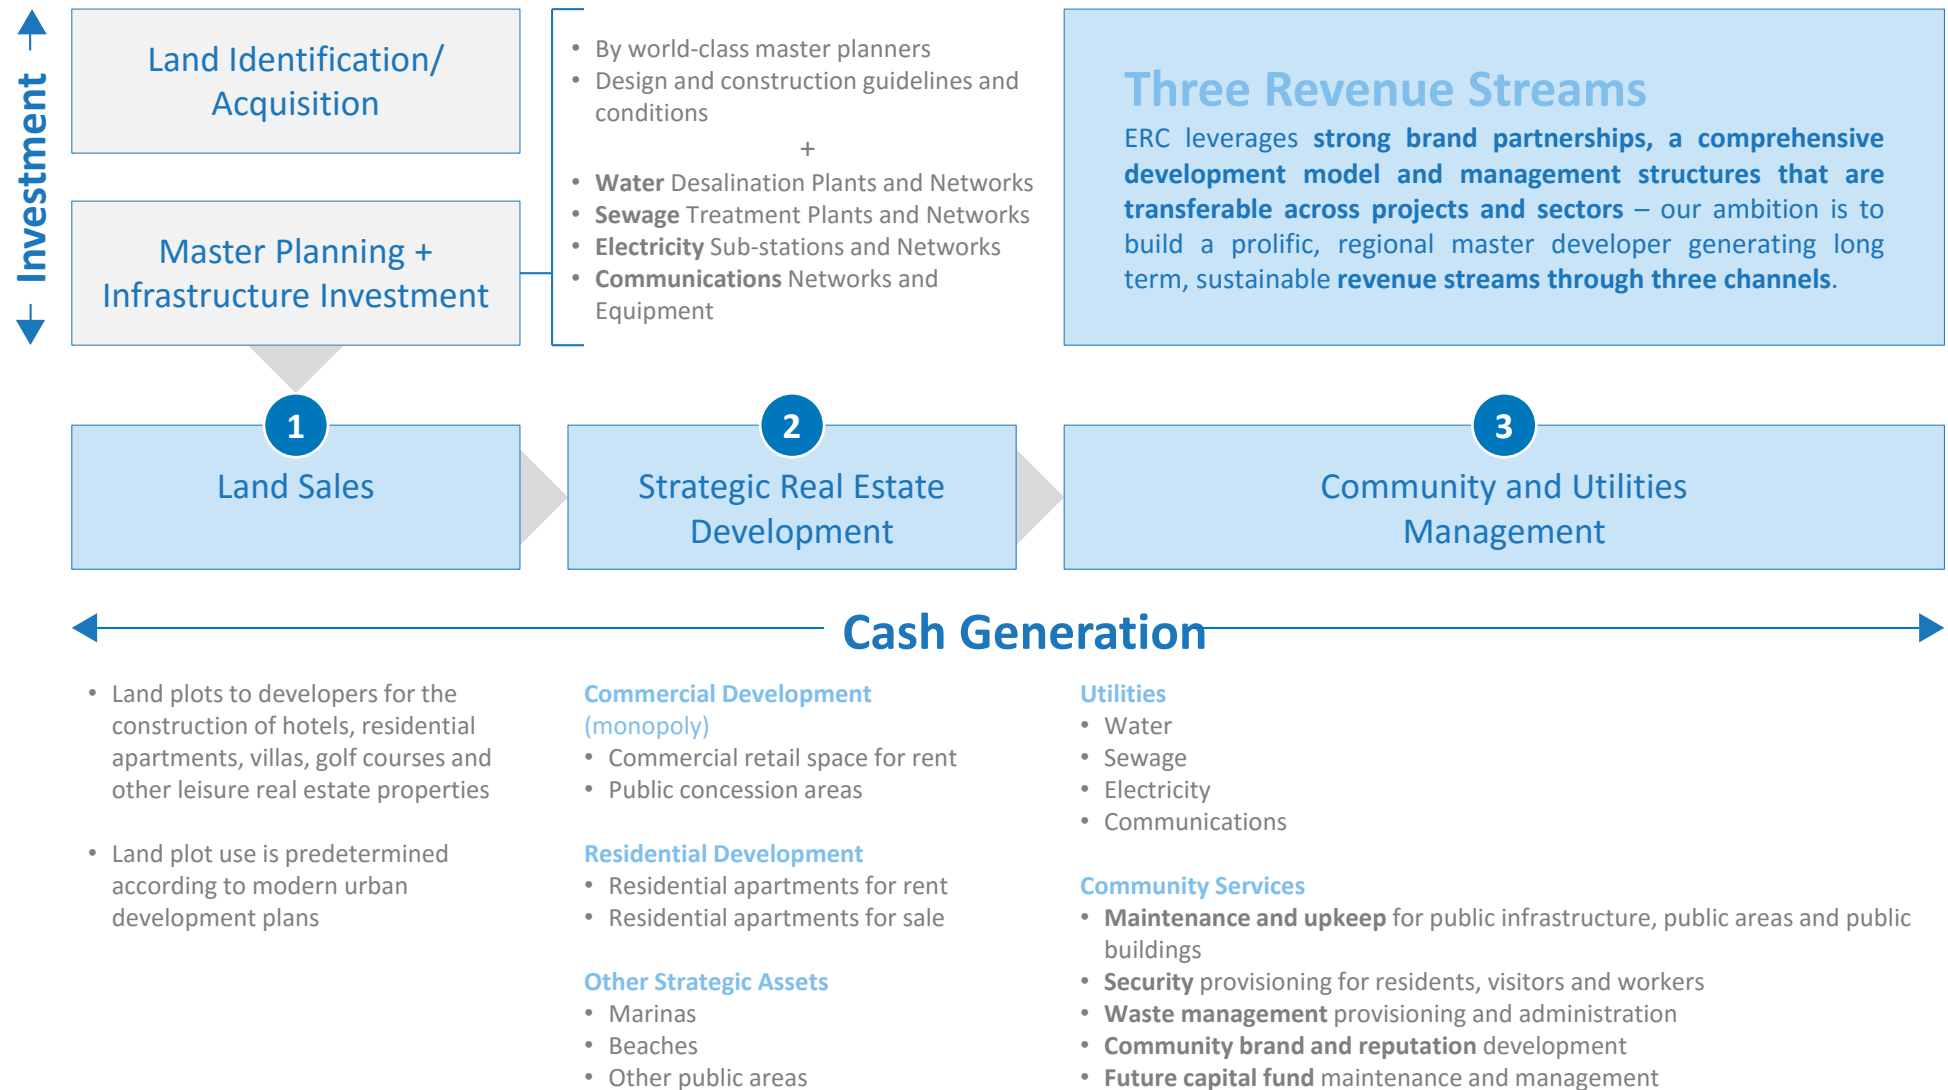 Investment
Land Identification/
Acquisition
Master Planning +
Infrastructure Investment
• By world-class master planners
• Design and construction guidelines and
conditions
+
• Water Desalination Plants and Networks
• Sewage Treatment Plants and Networks
• Electricity Sub-stations and Networks
• Communications Networks and
Equipment
Three Revenue Streams
ERC leverages strong brand partnerships, a comprehensive
development model and management structures that are
transferable across projects and sectors – our ambition is to
build a prolific, regional master developer generating long
term, sustainable revenue streams through three channels.
1
Land Sales
2
Strategic Real Estate
Development
3
Community and Utilities
Management
Cash Generation
• Land plots to developers for the
construction of hotels, residential
apartments, villas, golf courses and
other leisure real estate properties
• Land plot use is predetermined
according to modern urban
development plans
Commercial Development
(monopoly)
• Commercial retail space for rent
• Public concession areas
Residential Development
• Residential apartments for rent
• Residential apartments for sale
Other Strategic Assets
• Marinas
• Beaches
• Other public areas
Utilities
• Water
• Sewage
• Electricity
• Communications
Community Services
• Maintenance and upkeep for public infrastructure, public areas and public
buildings
• Security provisioning for residents, visitors and workers
• Waste management provisioning and administration
• Community brand and reputation development
• Future capital fund maintenance and management